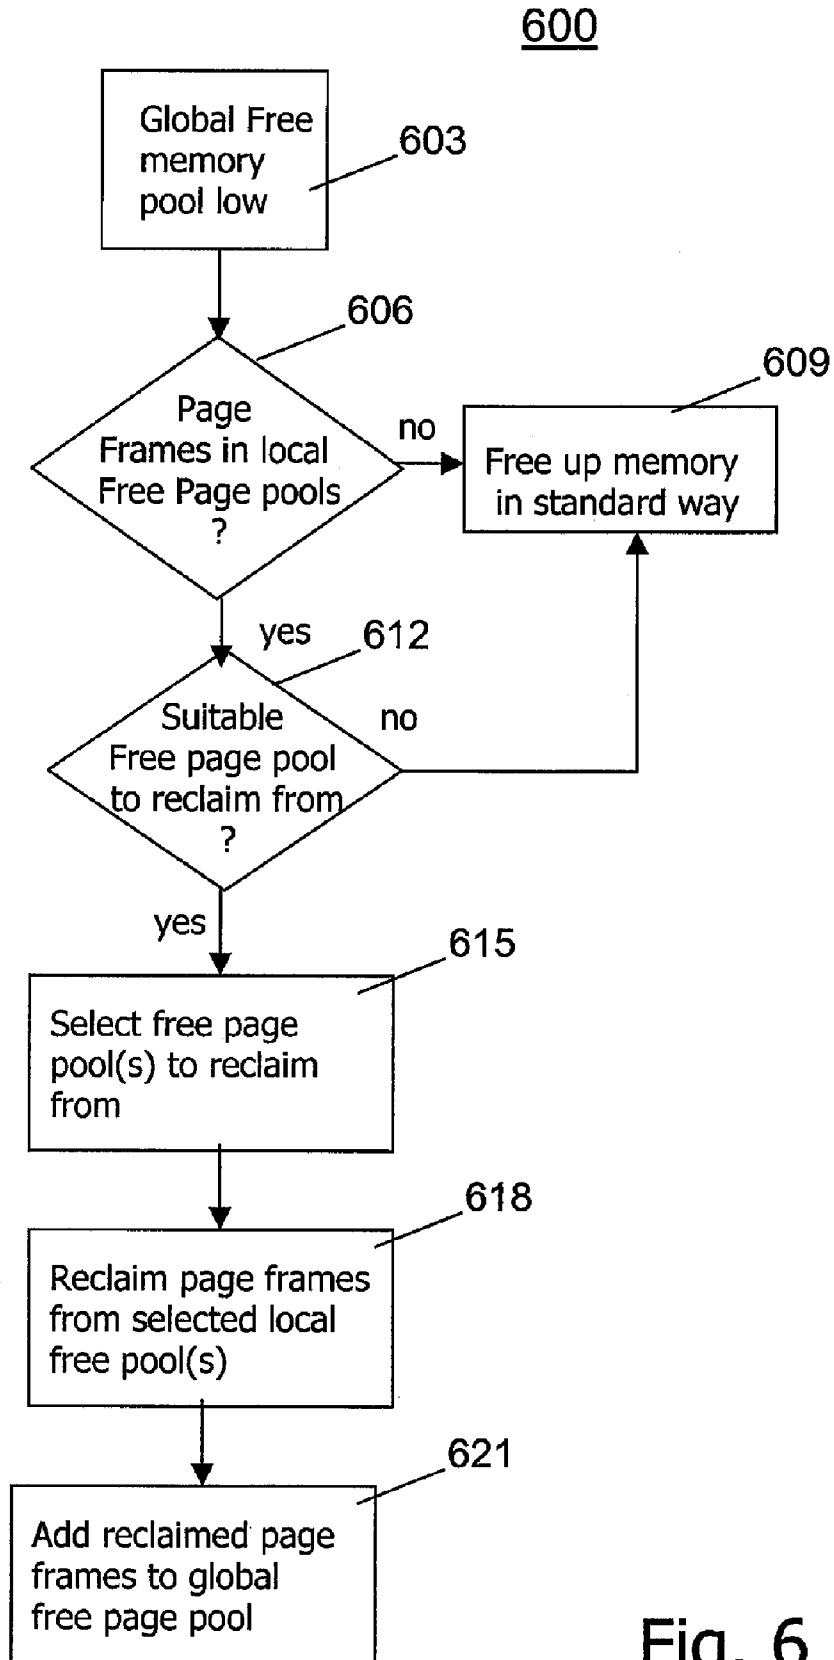 600
Global Free
memory
pool low
603
606
Page
Frames in local
Free Page pools
?
no
609
Free up memory
in standard way
yes
612
Suitable
Free page pool
to reclaim from
?
no
yes
615
Select free page
pool(s) to reclaim
from
618
Reclaim page frames
from selected local
free pool(s)
621
Add reclaimed page
frames to global
free page pool
Fig. 6